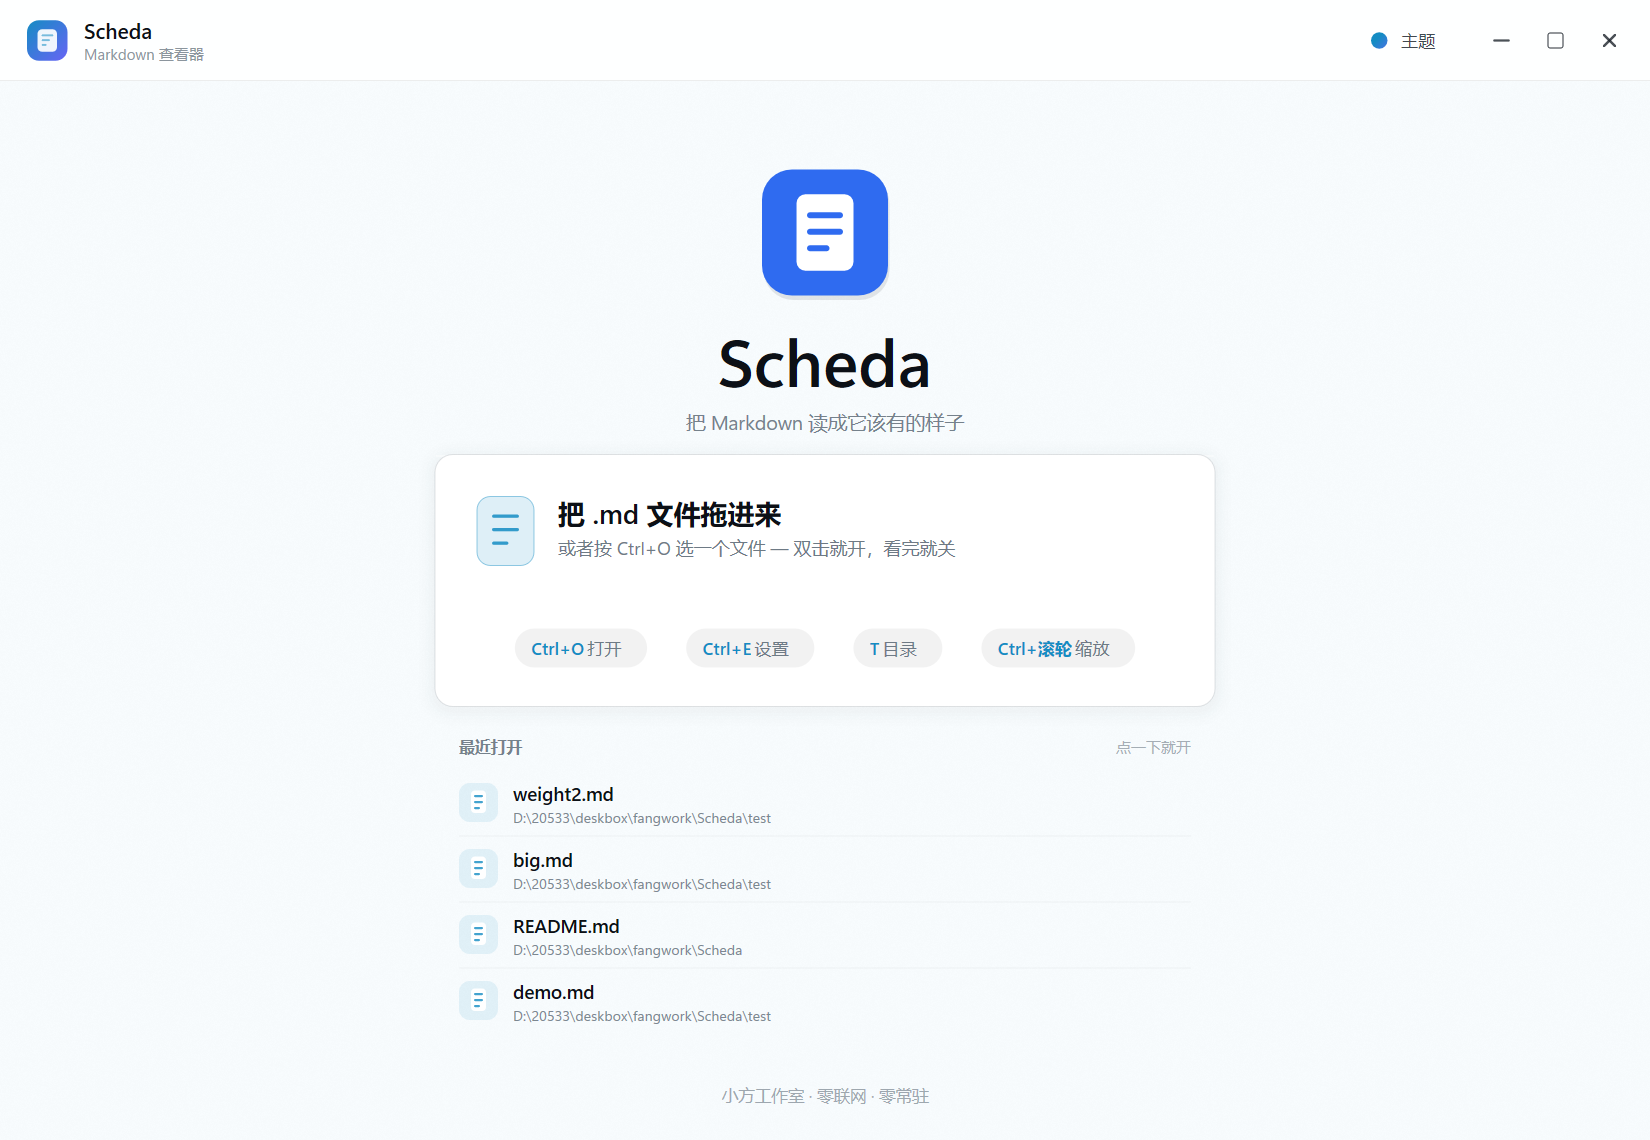 Scheda
Markdown 查看器
主题
Scheda
把 Markdown 读成它该有的样子
把 .md 文件拖进来
或者按 Ctrl+O 选一个文件 — 双击就开，看完就关
Ctrl+O 打开
Ctrl+E 设置
T 目录
Ctrl+滚轮 缩放
最近打开
点一下就开
weight2.md
D:\20533\deskbox\fangwork\Scheda\test
big.md
D:\20533\deskbox\fangwork\Scheda\test
README.md
D:\20533\deskbox\fangwork\Scheda
demo.md
D:\20533\deskbox\fangwork\Scheda\test
小方工作室 · 零联网 · 零常驻